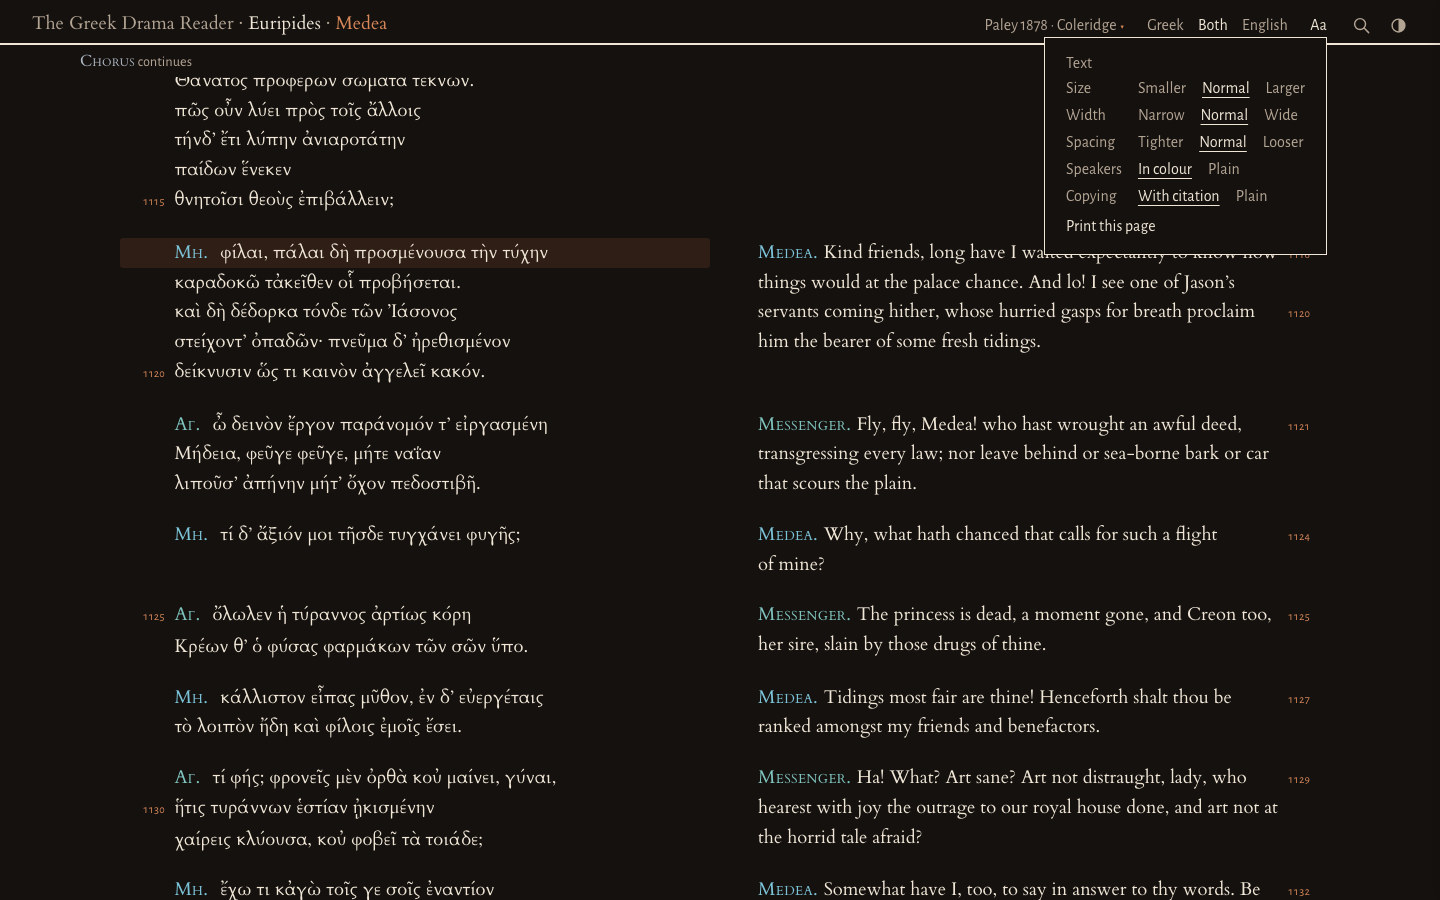 The Greek Drama Reader · Euripides · Medea
Paley 1878 · Coleridge
Greek Both English Aa
CHORUS continues
Θάνατος προφέρων σώματα τέκνων.
πῶς οὖν λύει πρὸς τοῖς ἄλλοις
τήνδ’ ἔτι λύπην ἀνιαροτάτην
παίδων ἕνεκεν
1115 θνητοῖσι θεοὺς ἐπιβάλλειν;
Text
Size Smaller Normal Larger
Width Narrow Normal Wide
Spacing Tighter Normal Looser
Speakers In colour Plain
Copying With citation Plain
Print this page
ΜΗ. φίλαι, πάλαι δὴ προσμένουσα τὴν τύχην
καραδοκῶ τἀκεῖθεν οἷ προβήσεται.
καὶ δὴ δέδορκα τόνδε τῶν Ἰάσονος
στείχοντ’ ὀπαδῶν· πνεῦμα δ’ ἠρεθισμένον
1120 δείκνυσιν ὥς τι καινὸν ἀγγελεῖ κακόν.
MEDEA. Kind friends, long have I waited expectantly to know how
things would at the palace chance. And lo! I see one of Jason’s
servants coming hither, whose hurried gasps for breath proclaim 1120
him the bearer of some fresh tidings.
ΑΓ. ὦ δεινὸν ἔργον παράνομόν τ’ εἰργασμένη
Μήδεια, φεῦγε φεῦγε, μήτε ναΐαν
λιποῦσ’ ἀπήνην μήτ’ ὄχον πεδοστιβῆ.
MESSENGER. Fly, fly, Medea! who hast wrought an awful deed, 1121
transgressing every law; nor leave behind or sea-borne bark or car
that scours the plain.
ΜΗ. τί δ’ ἄξιόν μοι τῆσδε τυγχάνει φυγῆς;
MEDEA. Why, what hath chanced that calls for such a flight 1124
of mine?
1125 ΑΓ. ὄλωλεν ἡ τύραννος ἀρτίως κόρη
Κρέων θ’ ὁ φύσας φαρμάκων τῶν σῶν ὕπο.
MESSENGER. The princess is dead, a moment gone, and Creon too, 1125
her sire, slain by those drugs of thine.
ΜΗ. κάλλιστον εἶπας μῦθον, ἐν δ’ εὐεργέταις
τὸ λοιπὸν ἤδη καὶ φίλοις ἐμοῖς ἔσει.
MEDEA. Tidings most fair are thine! Henceforth shalt thou be 1127
ranked amongst my friends and benefactors.
ΑΓ. τί φῄς; φρονεῖς μὲν ὀρθὰ κοὐ μαίνει, γύναι,
1130 ἥτις τυράννων ἑστίαν ᾐκισμένην
χαίρεις κλύουσα, κοὐ φοβεῖ τὰ τοιάδε;
MESSENGER. Ha! What? Art sane? Art not distraught, lady, who 1129
hearest with joy the outrage to our royal house done, and art not at
the horrid tale afraid?
ΜΗ. ἔχω τι κἀγὼ τοῖς γε σοῖς ἐναντίον
MEDEA. Somewhat have I, too, to say in answer to thy words. Be 1132